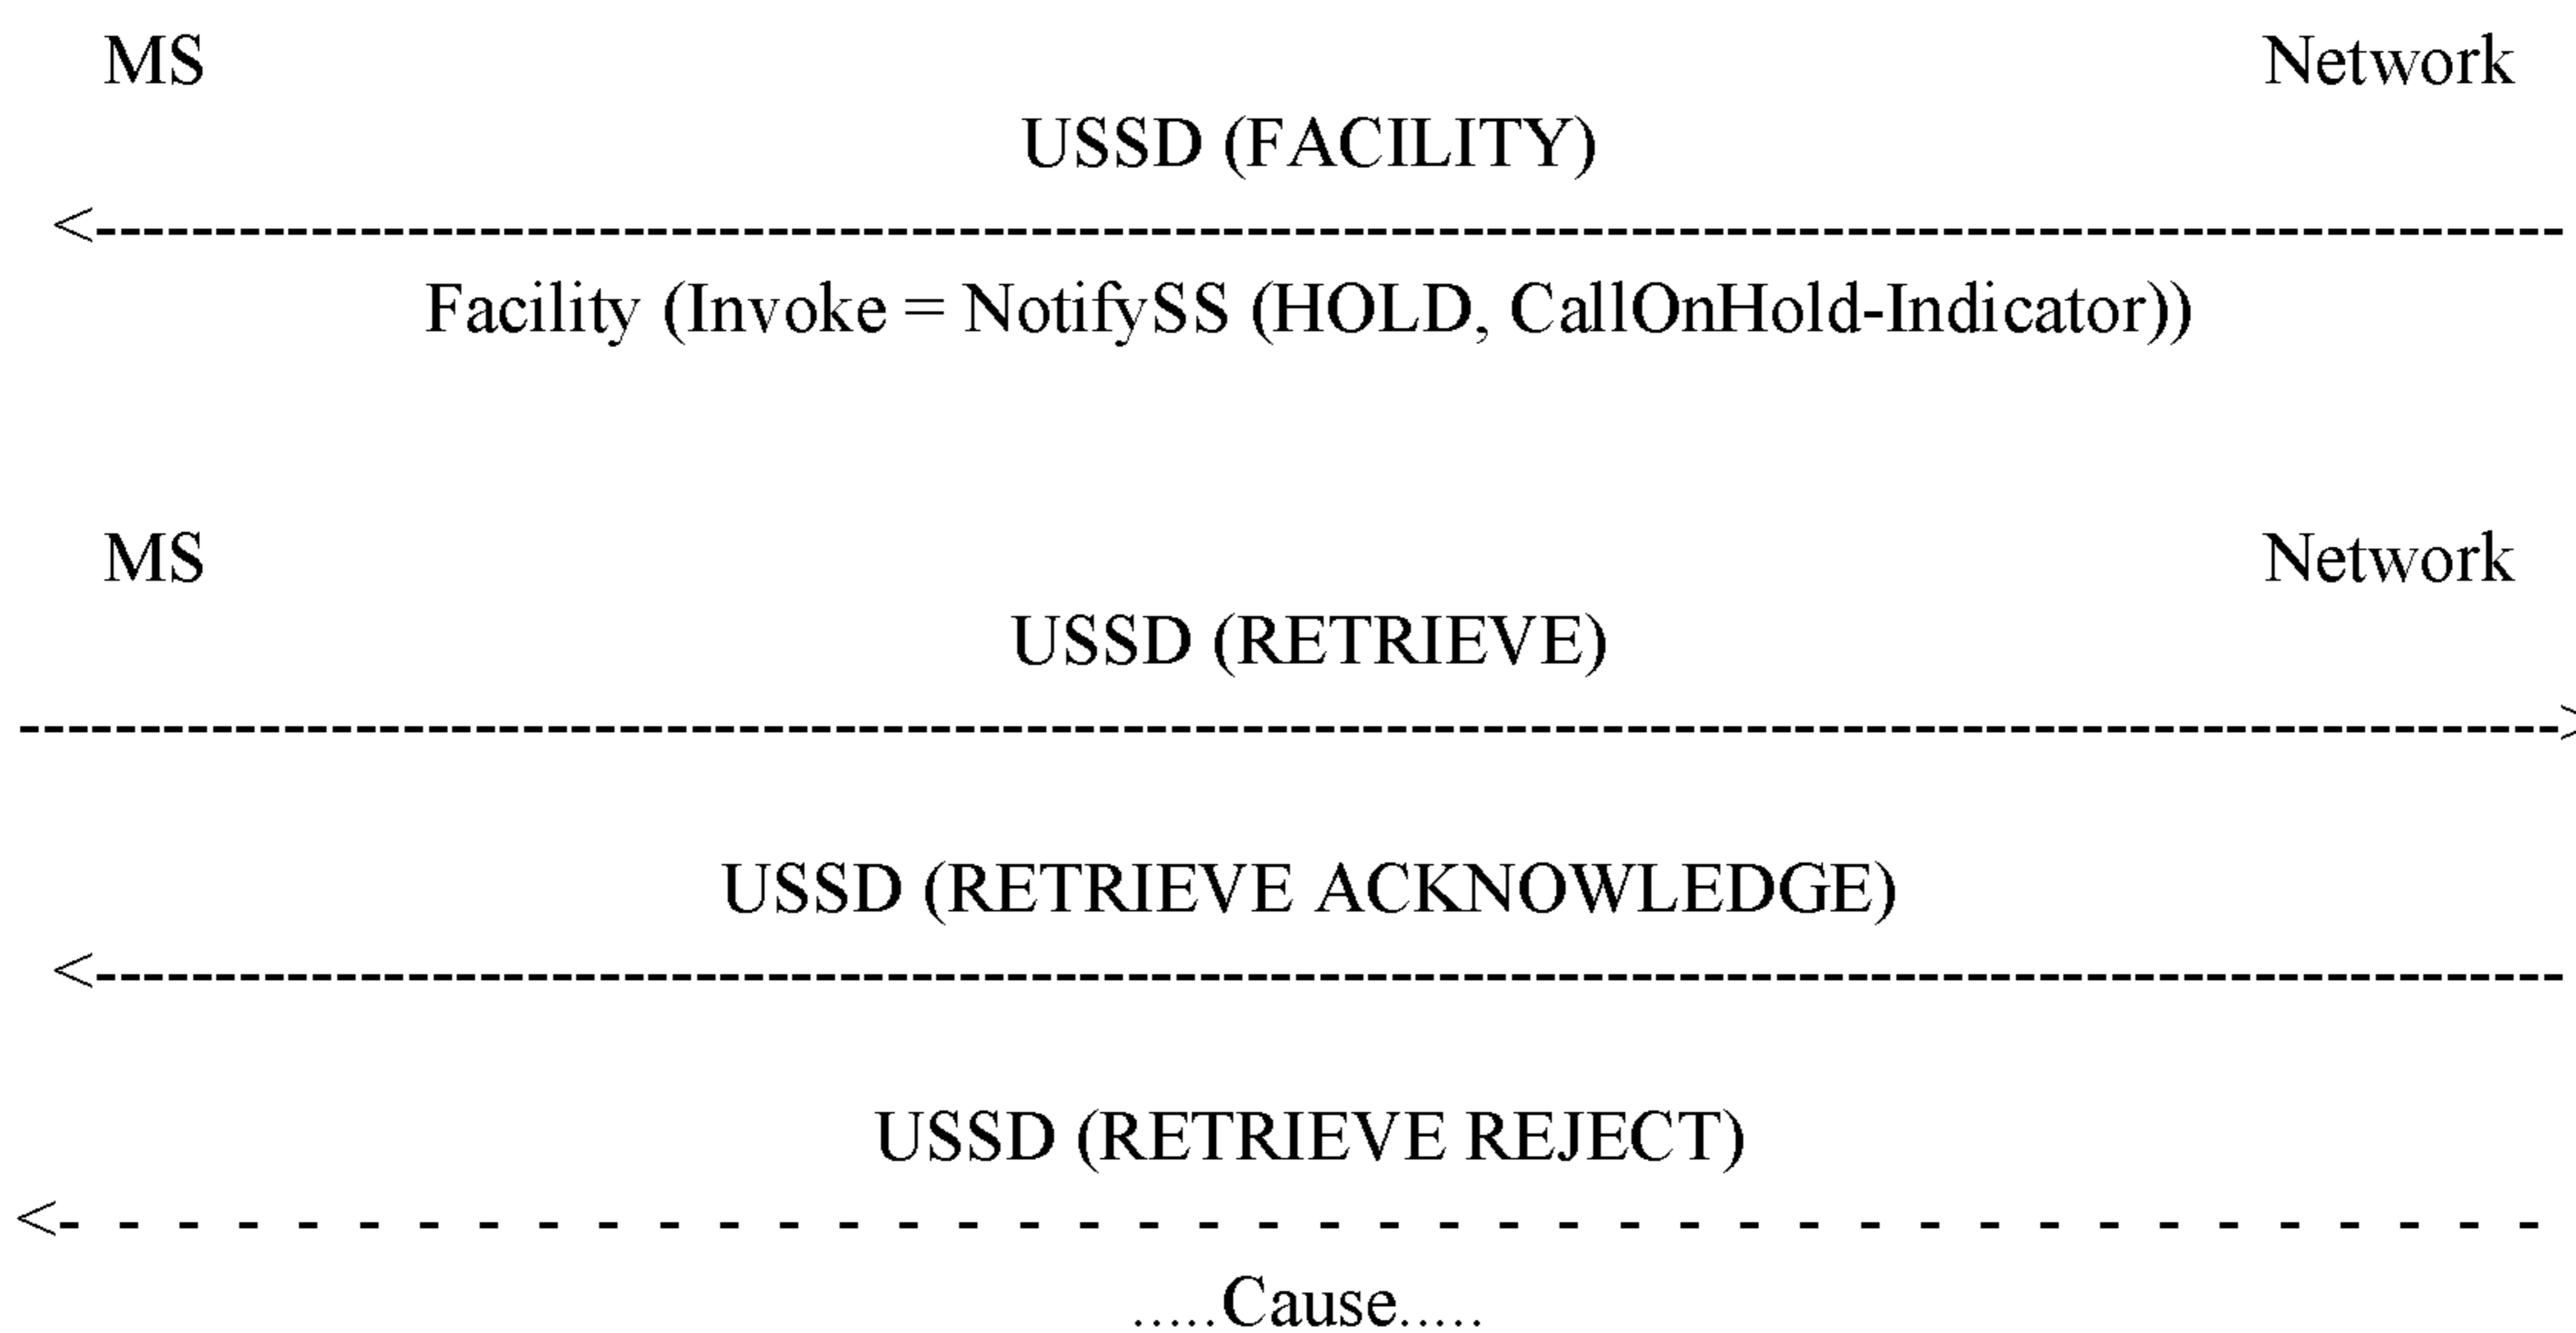 MS Network
USSD (FACILITY)
<------------------------------------------------------------------------------------------------------
Facility (Invoke = NotifySS (HOLD, CallOnHold-Indicator))
MS Network
USSD (RETRIEVE)
------------------------------------------------------------------------------------------------------>
USSD (RETRIEVE ACKNOWLEDGE)
<------------------------------------------------------------------------------------------------------
USSD (RETRIEVE REJECT)
<- - - - - - - - - - - - - - - - - - - - - - - - - - - - - - - - - - - - - - - - - -
.....Cause.....